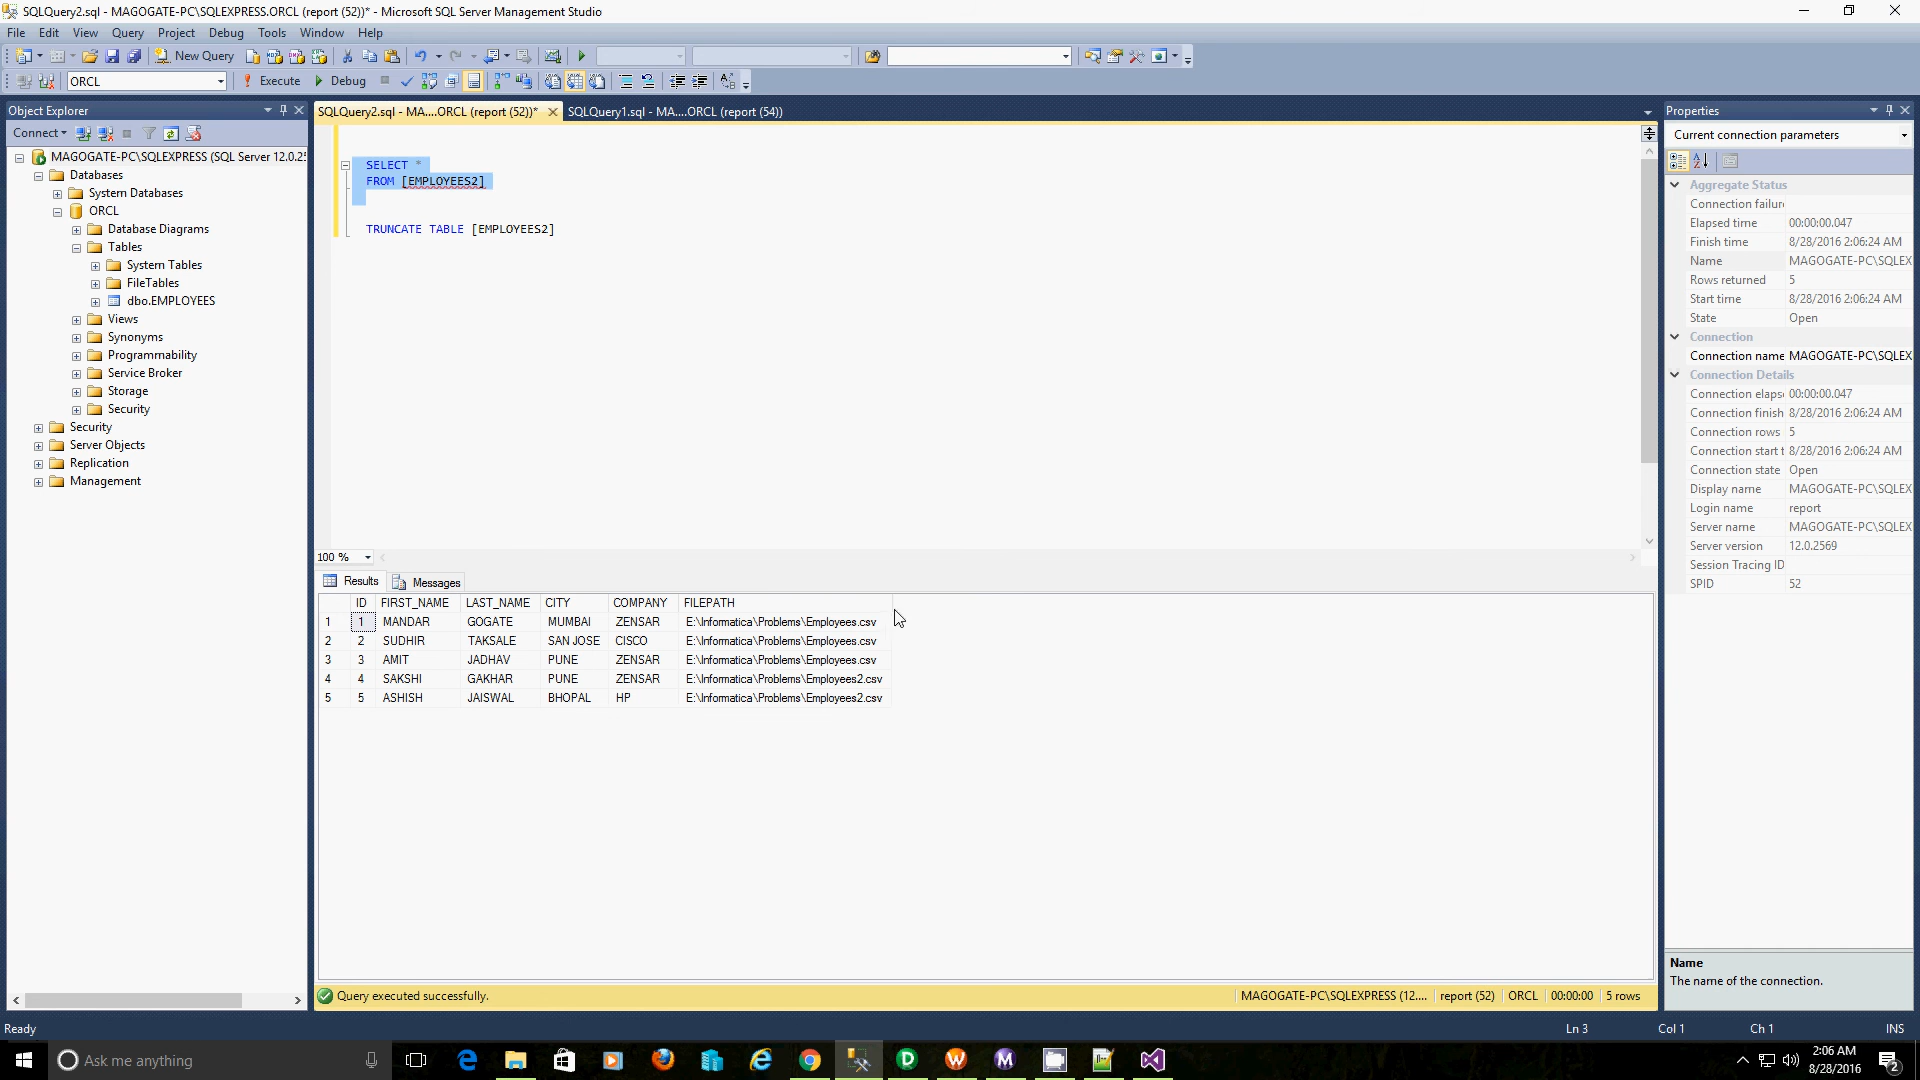 SQLQuery2.sql - MAGOGATE-PC\SQLEXPRESS.ORCL (report (52))* - Microsoft SQL Server Management Studio
File Edit View Query Project Debug Tools Window Help
New Query
ORCL Execute Debug
Object Explorer
Connect
MAGOGATE-PC\SQLEXPRESS (SQL Server 12.0.25
Databases
System Databases
ORCL
Database Diagrams
Tables
System Tables
FileTables
dbo.EMPLOYEES
Views
Synonyms
Programmability
Service Broker
Storage
Security
Security
Server Objects
Replication
Management
SQLQuery2.sql - MA....ORCL (report (52))* SQLQuery1.sql - MA....ORCL (report (54))
SELECT *
FROM [EMPLOYEES2]
TRUNCATE TABLE [EMPLOYEES2]
100 %
Results Messages
ID FIRST_NAME LAST_NAME CITY COMPANY FILEPATH
1 1 MANDAR GOGATE MUMBAI ZENSAR E:\Informatica\Problems\Employees.csv
2 2 SUDHIR TAKSALE SAN JOSE CISCO E:\Informatica\Problems\Employees.csv
3 3 AMIT JADHAV PUNE ZENSAR E:\Informatica\Problems\Employees.csv
4 4 SAKSHI GAKHAR PUNE ZENSAR E:\Informatica\Problems\Employees2.csv
5 5 ASHISH JAISWAL BHOPAL HP E:\Informatica\Problems\Employees2.csv
Query executed successfully. MAGOGATE-PC\SQLEXPRESS (12.... report (52) ORCL 00:00:00 5 rows
Properties
Current connection parameters
Aggregate Status
Connection failure
Elapsed time 00:00:00.047
Finish time 8/28/2016 2:06:24 AM
Name MAGOGATE-PC\SQLEX
Rows returned 5
Start time 8/28/2016 2:06:24 AM
State Open
Connection
Connection name MAGOGATE-PC\SQLEX
Connection Details
Connection elaps 00:00:00.047
Connection finish 8/28/2016 2:06:24 AM
Connection rows 5
Connection start t 8/28/2016 2:06:24 AM
Connection state Open
Display name MAGOGATE-PC\SQLEX
Login name report
Server name MAGOGATE-PC\SQLEX
Server version 12.0.2569
Session Tracing ID
SPID 52
Name
The name of the connection.
Ready Ln 3 Col 1 Ch 1 INS
Ask me anything
2:06 AM
8/28/2016
2